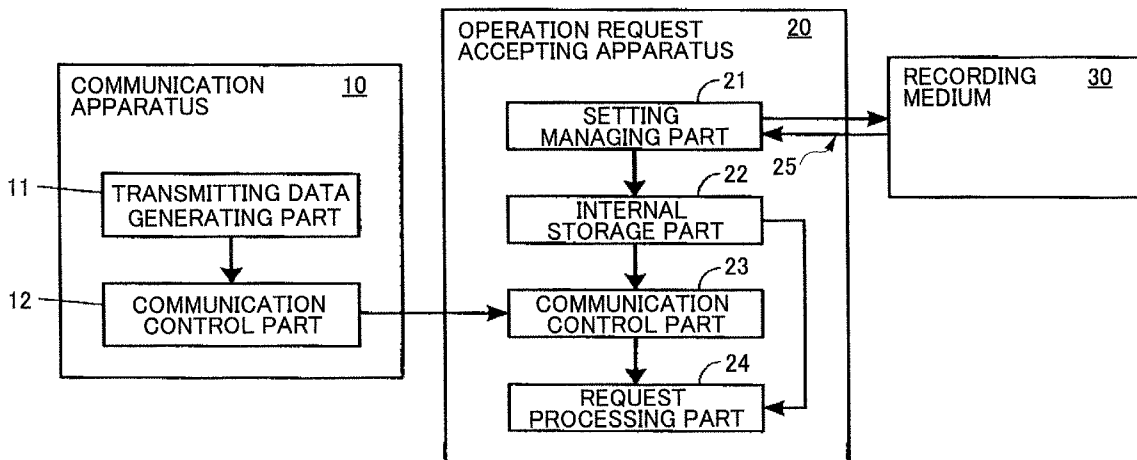 COMMUNICATION
APPARATUS
10
11
TRANSMITTING DATA
GENERATING PART
12
COMMUNICATION
CONTROL PART
OPERATION REQUEST
ACCEPTING APPARATUS
20
21
SETTING
MANAGING PART
22
INTERNAL
STORAGE PART
23
COMMUNICATION
CONTROL PART
24
REQUEST
PROCESSING PART
25
RECORDING
MEDIUM
30